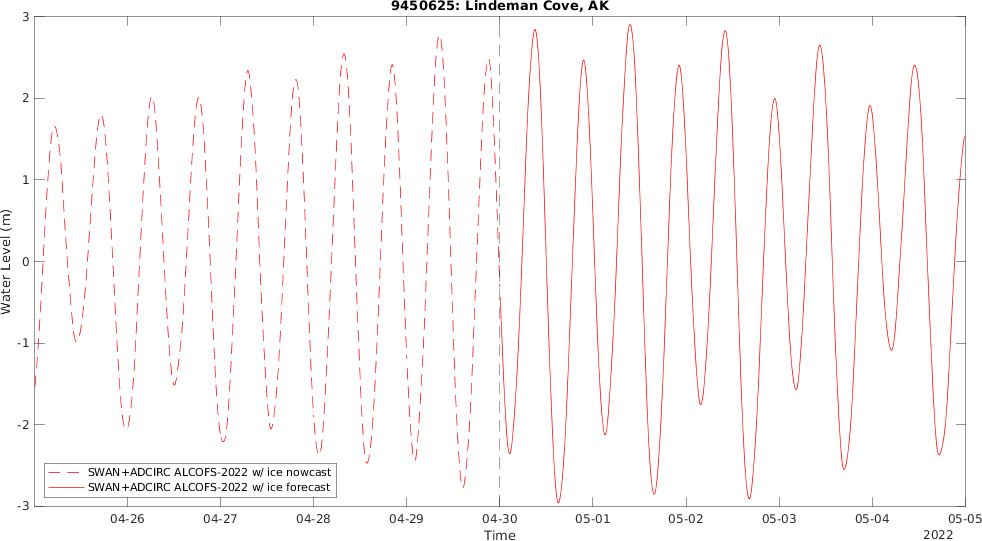 9450625: Lindeman Cove, AK
3
2
1
0
-1
-2
-3
Water Level (m)
SWAN+ADCIRC ALCOFS-2022 w/ ice nowcast
SWAN+ADCIRC ALCOFS-2022 w/ ice forecast
04-26 04-27 04-28 04-29 04-30 05-01 05-02 05-03 05-04 05-05
Time
2022